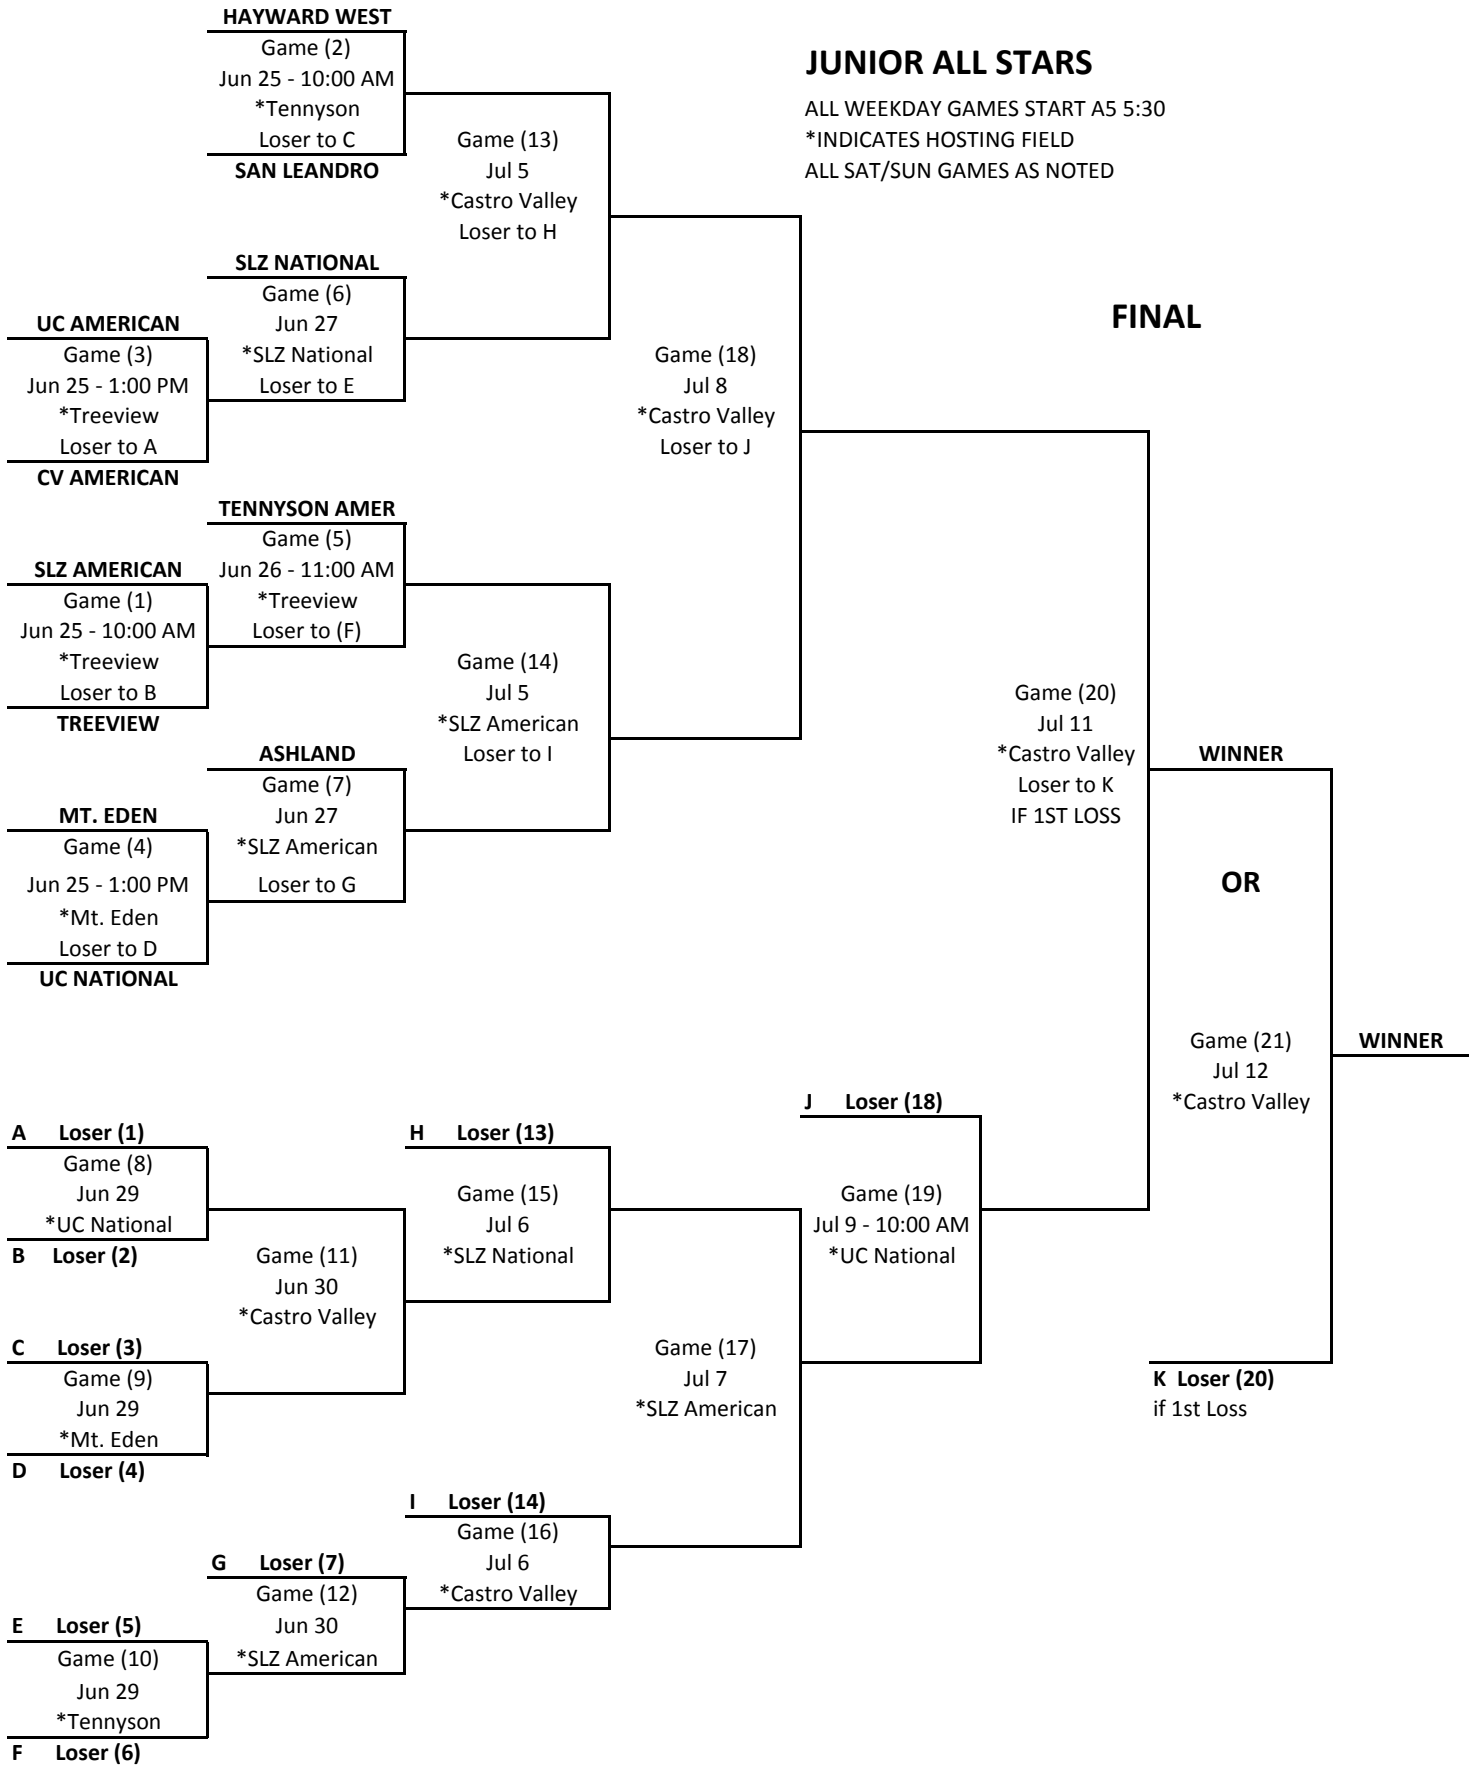 HAYWARD WEST
Game (2)
Jun 25 - 10:00 AM
*Tennyson
Loser to C
SAN LEANDRO
JUNIOR ALL STARS
ALL WEEKDAY GAMES START A5 5:30
*INDICATES HOSTING FIELD
ALL SAT/SUN GAMES AS NOTED
Game (13)
Jul 5
*Castro Valley
Loser to H
SLZ NATIONAL
Game (6)
Jun 27
*SLZ National
Loser to E
FINAL
UC AMERICAN
Game (3)
Jun 25 - 1:00 PM
*Treeview
Loser to A
CV AMERICAN
Game (18)
Jul 8
*Castro Valley
Loser to J
TENNYSON AMER
Game (5)
Jun 26 - 11:00 AM
*Treeview
Loser to (F)
SLZ AMERICAN
Game (1)
Jun 25 - 10:00 AM
*Treeview
Loser to B
TREEVIEW
Game (14)
Jul 5
*SLZ American
Loser to I
Game (20)
Jul 11
*Castro Valley
Loser to K
IF 1ST LOSS
WINNER
ASHLAND
Game (7)
Jun 27
*SLZ American
Loser to G
MT. EDEN
Game (4)
Jun 25 - 1:00 PM
*Mt. Eden
Loser to D
UC NATIONAL
OR
Game (21)
Jul 12
*Castro Valley
WINNER
J Loser (18)
A Loser (1)
Game (8)
Jun 29
*UC National
B Loser (2)
H Loser (13)
Game (15)
Jul 6
*SLZ National
Game (19)
Jul 9 - 10:00 AM
*UC National
Game (11)
Jun 30
*Castro Valley
C Loser (3)
Game (9)
Jun 29
*Mt. Eden
D Loser (4)
Game (17)
Jul 7
*SLZ American
K Loser (20)
if 1st Loss
I Loser (14)
Game (16)
Jul 6
*Castro Valley
G Loser (7)
Game (12)
Jun 30
*SLZ American
E Loser (5)
Game (10)
Jun 29
*Tennyson
F Loser (6)